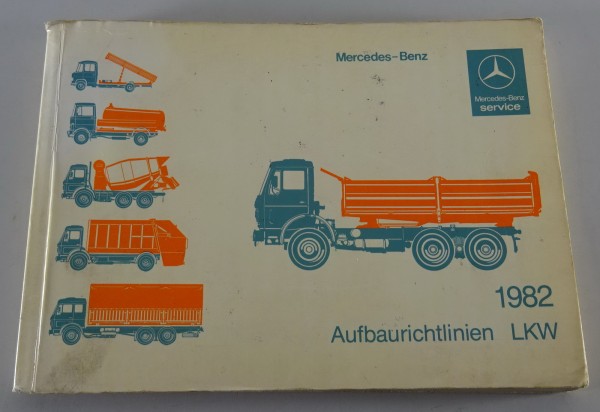 Mercedes-Benz
Mercedes-Benz
service
1982
Aufbaurichtlinien LKW